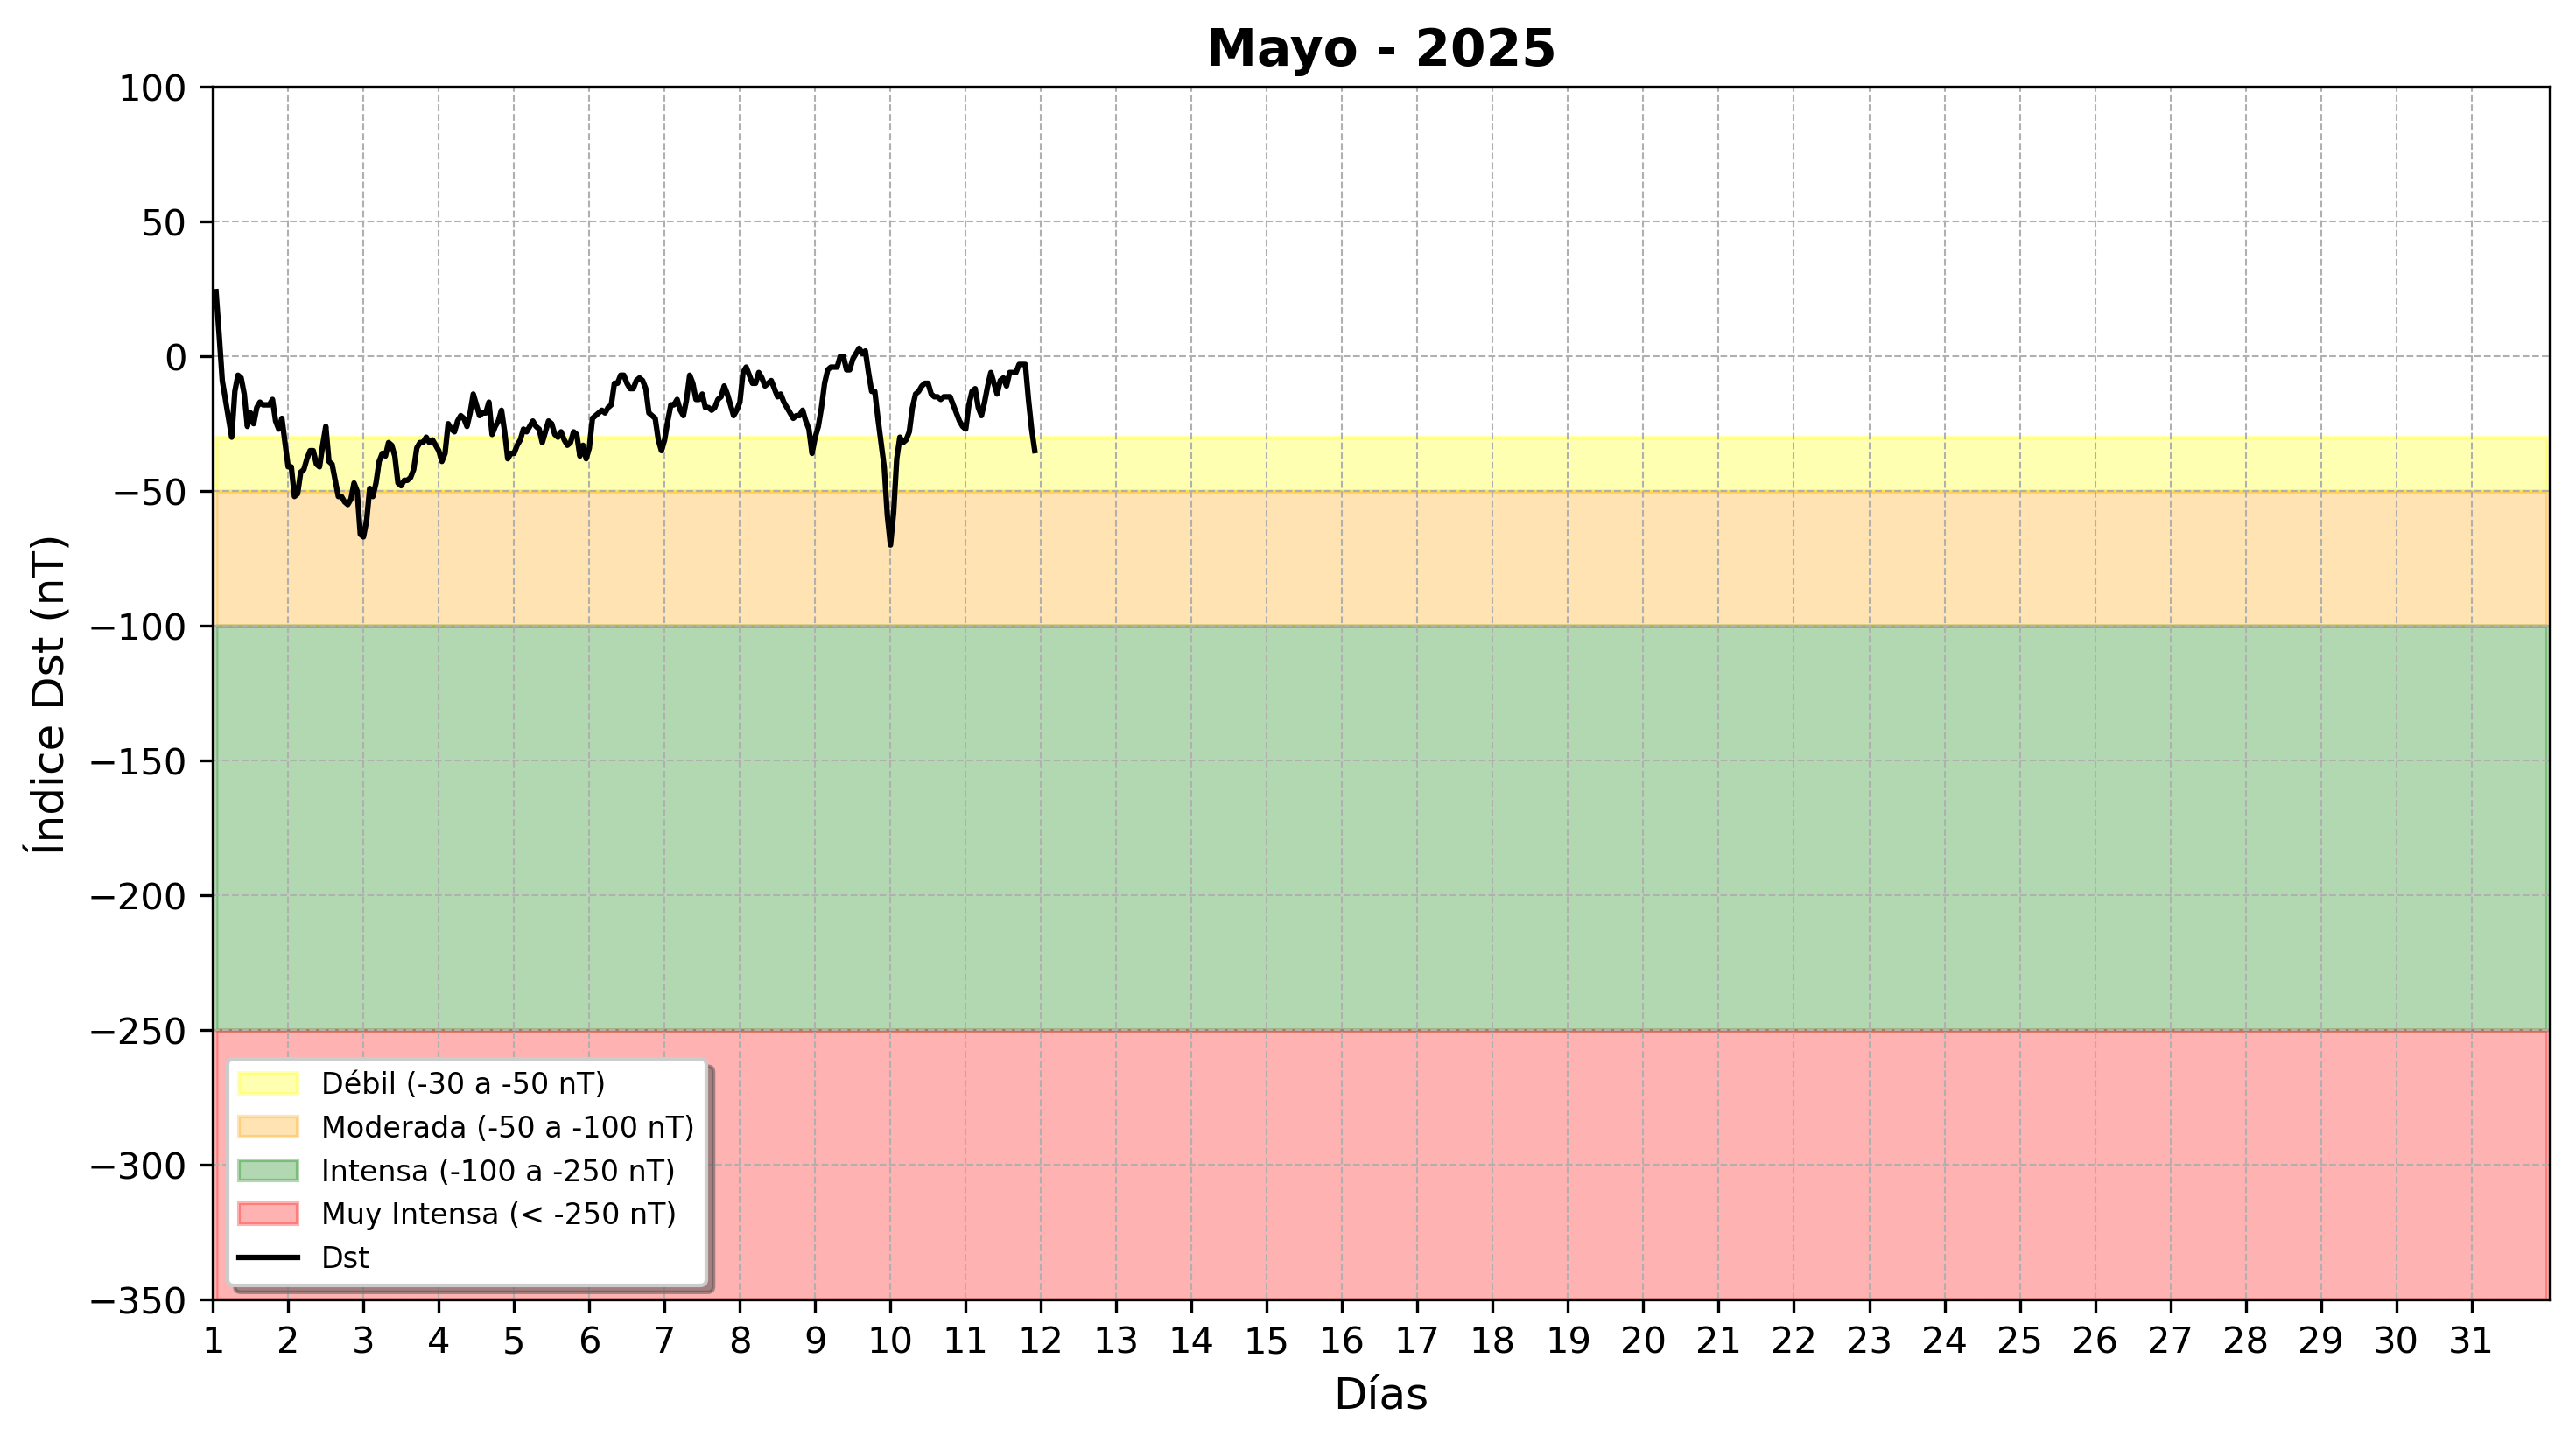 Mayo - 2025
100
50
0
−50
−100
−150
−200
−250
−300
−350
Índice Dst (nT)
Débil (-30 a -50 nT)
Moderada (-50 a -100 nT)
Intensa (-100 a -250 nT)
Muy Intensa (< -250 nT)
Dst
1 2 3 4 5 6 7 8 9 10 11 12 13 14 15 16 17 18 19 20 21 22 23 24 25 26 27 28 29 30 31
Días